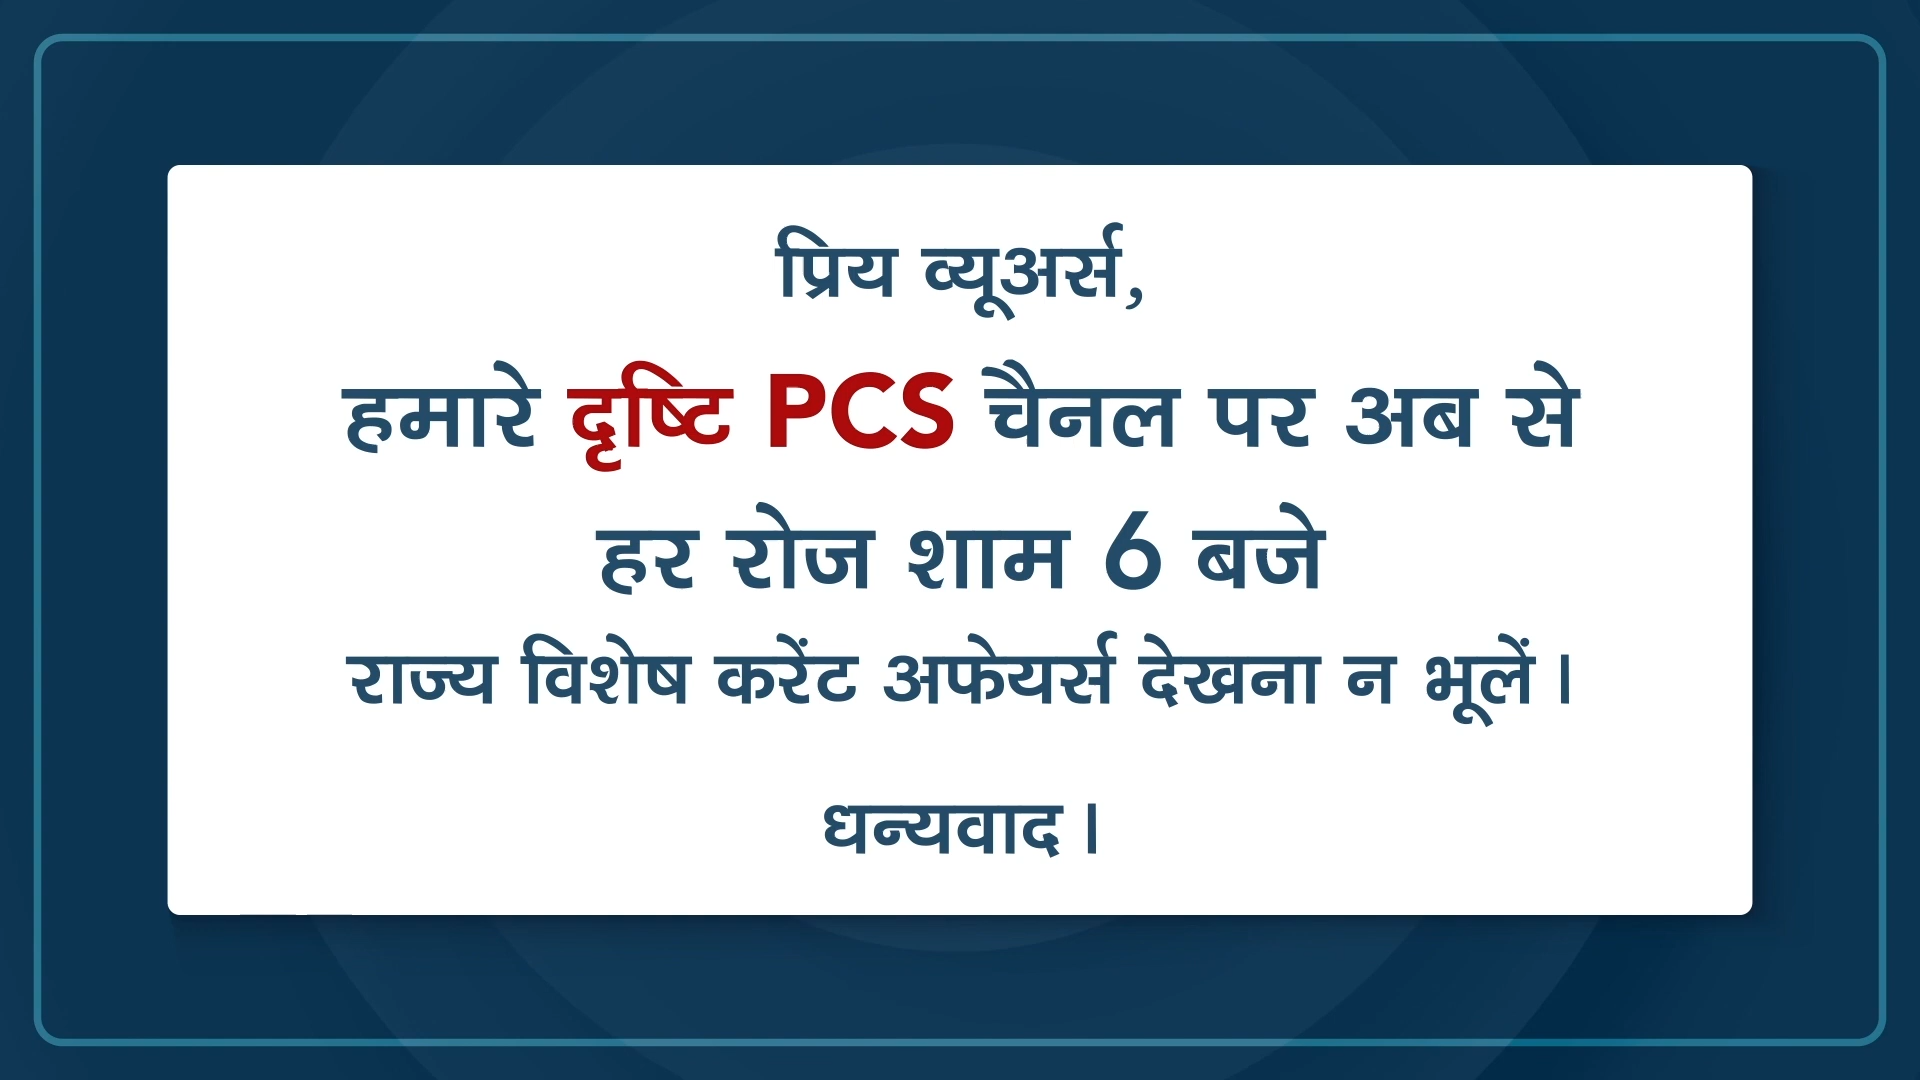 प्रिय व्यूअर्स,
हमारे दृष्टि PCS चैनल पर अब से
हर रोज शाम 6 बजे
राज्य विशेष करेंट अफेयर्स देखना न भूलें।
धन्यवाद।